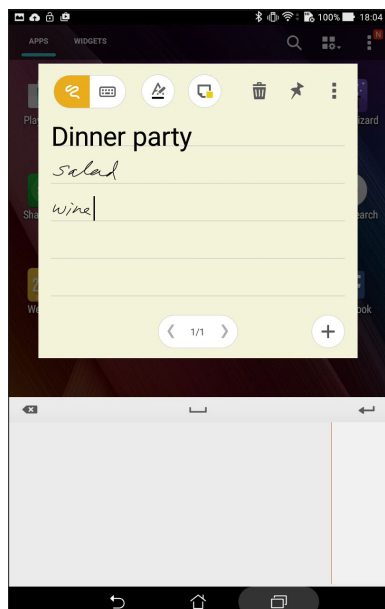 100% 18:04
APPS WIDGETS
N
Dinner party
salad
wine
1/1